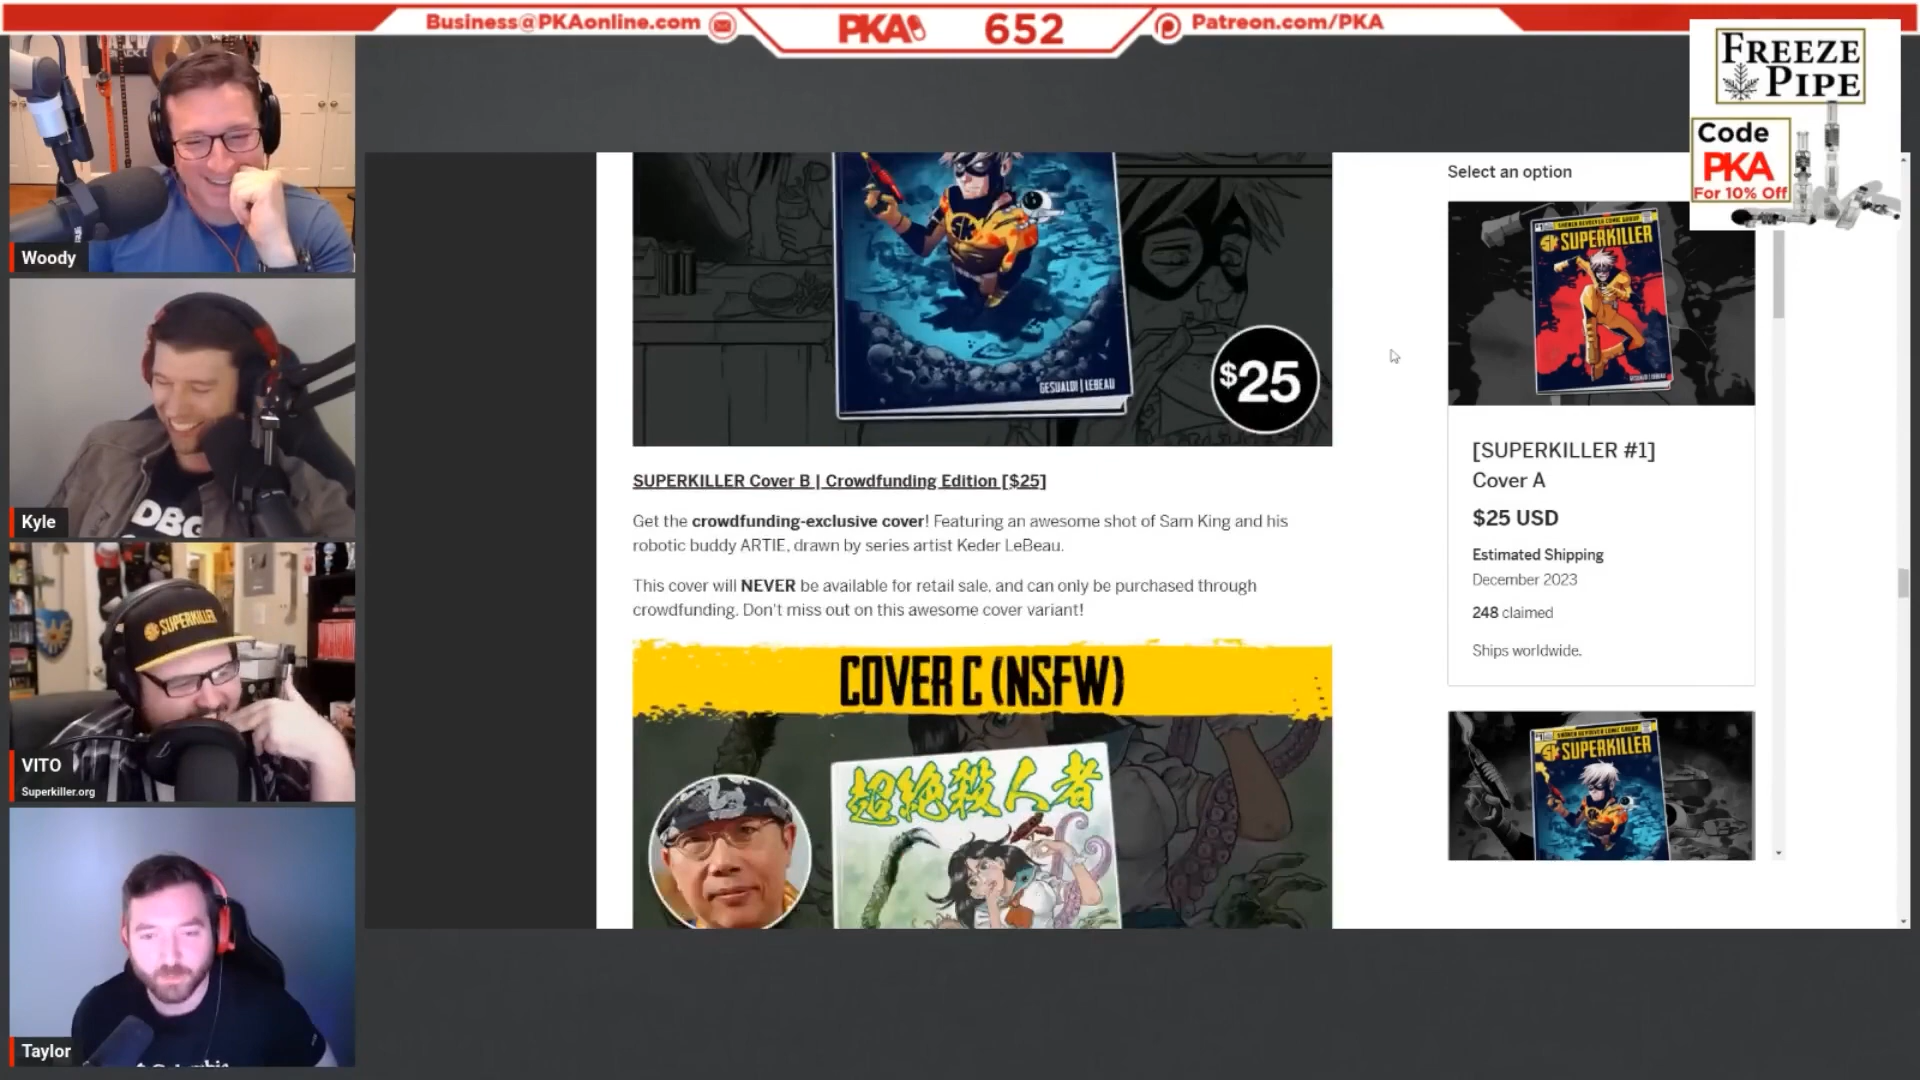 Business@PKAonline.com
PKA
652
Patreon.com/PKA
FREEZE
PIPE
Code
PKA
For 10% Off
Woody
Kyle
DBG
SUPERKILLER
VITO
Superkiller.org
Taylor
GESUALDI | LEBEAU
$25
SUPERKILLER Cover B | Crowdfunding Edition [$25]
Get the crowdfunding-exclusive cover! Featuring an awesome shot of Sam King and his
robotic buddy ARTIE, drawn by series artist Keder LeBeau.
This cover will NEVER be available for retail sale, and can only be purchased through
crowdfunding. Don't miss out on this awesome cover variant!
COVER C (NSFW)
超絶殺人者
Select an option
SUPERKILLER
[SUPERKILLER #1]
Cover A
$25 USD
Estimated Shipping
December 2023
248 claimed
Ships worldwide.
SUPERKILLER